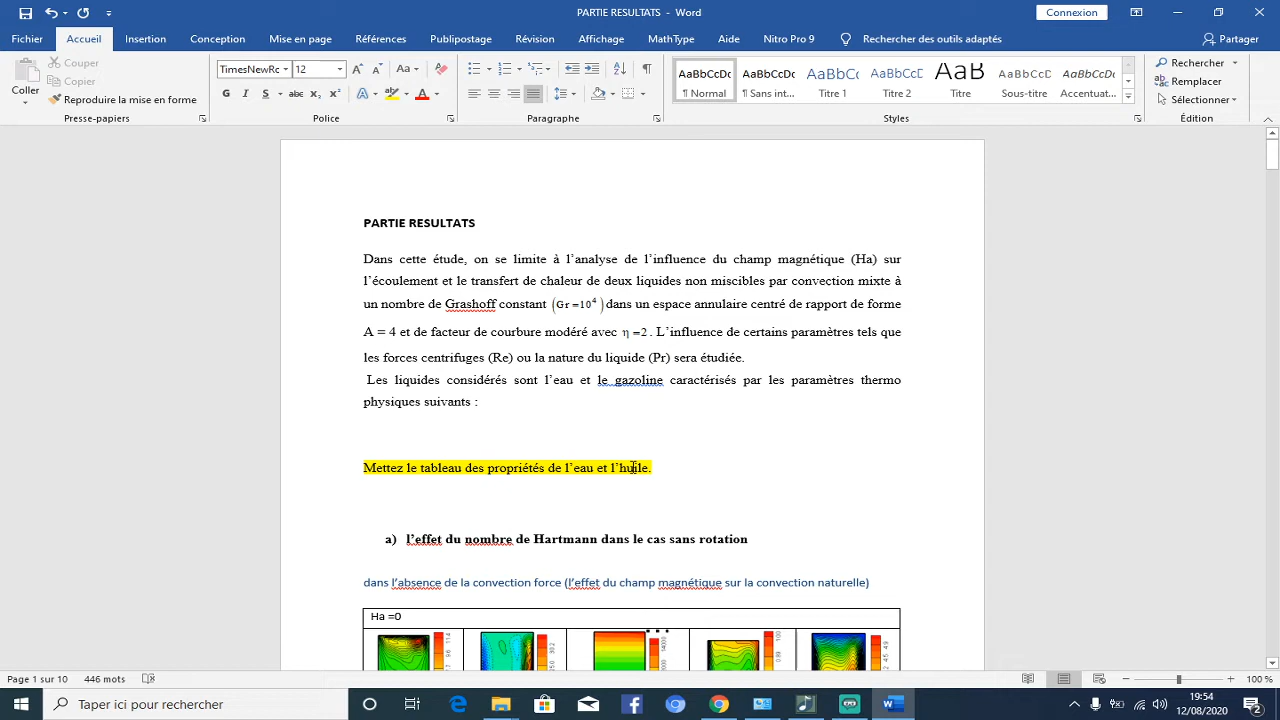 PARTIE RESULTATS - Word
Connexion
Fichier Accueil Insertion Conception Mise en page Références Publipostage Révision Affichage MathType Aide Nitro Pro 9 Rechercher des outils adaptés Partager
Coller
Couper
Copier
Reproduire la mise en forme
Presse-papiers
TimesNewRo 12
Police
Paragraphe
AaBbCcDc AaBbCcDc AaBbCc AaBbCcD AaB AaBbCcD AaBbCcDc
¶ Normal ¶ Sans int... Titre 1 Titre 2 Titre Sous-titre Accentuat...
Styles
Rechercher
Remplacer
Sélectionner
Édition
PARTIE RESULTATS
Dans cette étude, on se limite à l'analyse de l'influence du champ magnétique (Ha) sur
l'écoulement et le transfert de chaleur de deux liquides non miscibles par convection mixte à
un nombre de Grashoff constant (Gr =10⁴) dans un espace annulaire centré de rapport de forme
A = 4 et de facteur de courbure modéré avec η =2 . L'influence de certains paramètres tels que
les forces centrifuges (Re) ou la nature du liquide (Pr) sera étudiée.
Les liquides considérés sont l'eau et le gazoline caractérisés par les paramètres thermo
physiques suivants :
Mettez le tableau des propriétés de l'eau et l'huile.
a) l'effet du nombre de Hartmann dans le cas sans rotation
dans l'absence de la convection force (l'effet du champ magnétique sur la convection naturelle)
Ha =0
Page 1 sur 10 446 mots 100 %
Taper ici pour rechercher
19:54
12/08/2020
2